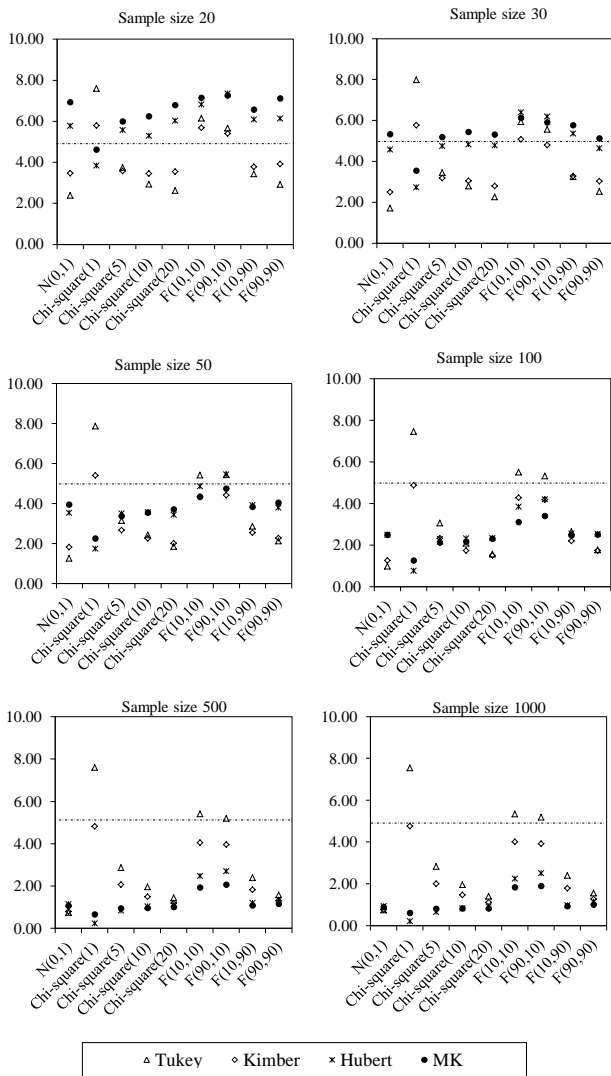 Sample size 20
10.00
8.00
6.00
4.00
2.00
0.00
N(0,1)
Chi-square(1)
Chi-square(5)
Chi-square(10)
Chi-square(20)
F(10,10)
F(90,10)
F(10,90)
F(90,90)
Sample size 30
10.00
8.00
6.00
4.00
2.00
0.00
N(0,1)
Chi-square(1)
Chi-square(5)
Chi-square(10)
Chi-square(20)
F(10,10)
F(90,10)
F(10,90)
F(90,90)
Sample size 50
10.00
8.00
6.00
4.00
2.00
0.00
N(0,1)
Chi-square(1)
Chi-square(5)
Chi-square(10)
Chi-square(20)
F(10,10)
F(90,10)
F(10,90)
F(90,90)
Sample size 100
10.00
8.00
6.00
4.00
2.00
0.00
N(0,1)
Chi-square(1)
Chi-square(5)
Chi-square(10)
Chi-square(20)
F(10,10)
F(90,10)
F(10,90)
F(90,90)
Sample size 500
10.00
8.00
6.00
4.00
2.00
0.00
N(0,1)
Chi-square(1)
Chi-square(5)
Chi-square(10)
Chi-square(20)
F(10,10)
F(90,10)
F(10,90)
F(90,90)
Sample size 1000
10.00
8.00
6.00
4.00
2.00
0.00
N(0,1)
Chi-square(1)
Chi-square(5)
Chi-square(10)
Chi-square(20)
F(10,10)
F(90,10)
F(10,90)
F(90,90)
Tukey Kimber Hubert MK